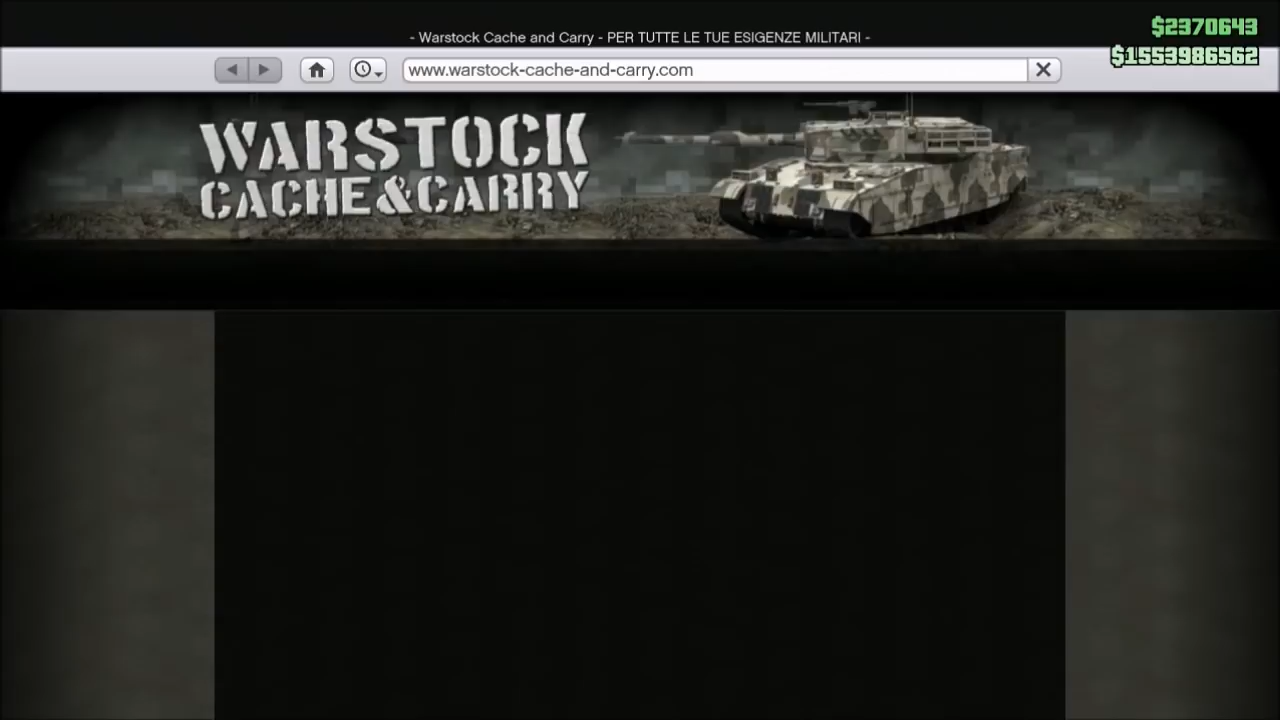 - Warstock Cache and Carry - PER TUTTE LE TUE ESIGENZE MILITARI -
$2370643
$1553986562
www.warstock-cache-and-carry.com
WARSTOCK
CACHE&CARRY